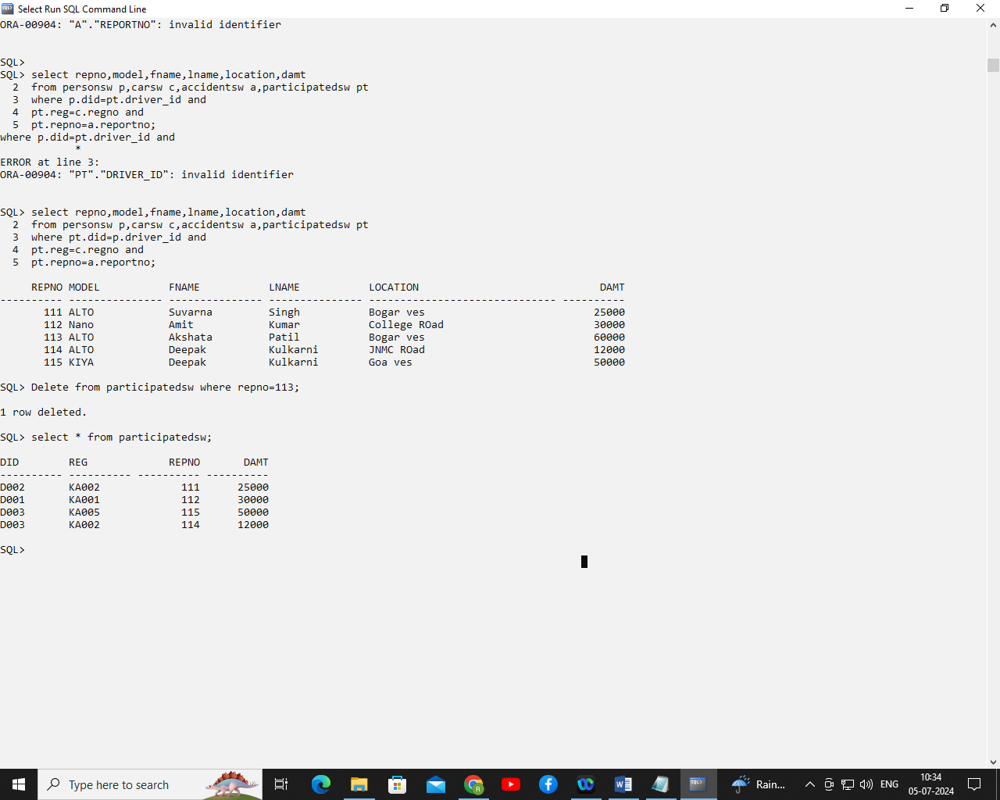 Select Run SQL Command Line
ORA-00904: "A"."REPORTNO": invalid identifier
SQL>
SQL> select repno,model,fname,lname,location,damt
  2  from personsw p,carsw c,accidentsw a,participatedsw pt
  3  where p.did=pt.driver_id and
  4  pt.reg=c.regno and
  5  pt.repno=a.reportno;
where p.did=pt.driver_id and
            *
ERROR at line 3:
ORA-00904: "PT"."DRIVER_ID": invalid identifier
SQL> select repno,model,fname,lname,location,damt
  2  from personsw p,carsw c,accidentsw a,participatedsw pt
  3  where pt.did=p.driver_id and
  4  pt.reg=c.regno and
  5  pt.repno=a.reportno;
     REPNO MODEL           FNAME           LNAME           LOCATION                             DAMT
---------- --------------- --------------- --------------- ------------------------------ ----------
       111 ALTO            Suvarna         Singh           Bogar ves                           25000
       112 Nano            Amit            Kumar           College ROad                        30000
       113 ALTO            Akshata         Patil           Bogar ves                           60000
       114 ALTO            Deepak          Kulkarni        JNMC ROad                           12000
       115 KIYA            Deepak          Kulkarni        Goa ves                             50000
SQL> Delete from participatedsw where repno=113;
1 row deleted.
SQL> select * from participatedsw;
DID        REG             REPNO       DAMT
---------- ---------- ---------- ----------
D002       KA002             111      25000
D001       KA001             112      30000
D003       KA005             115      50000
D003       KA002             114      12000
SQL>
Type here to search
Rain...
ENG
10:34
05-07-2024